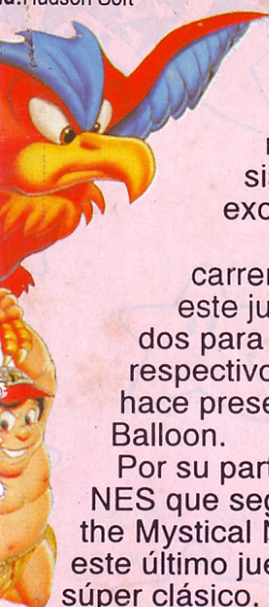 Hudson Soft
sis
exc
carrer
este ju
dos para
respectivo
hace prese
Balloon.
Por su part
NES que seg
the Mystical N
este último jue
súper clásico.